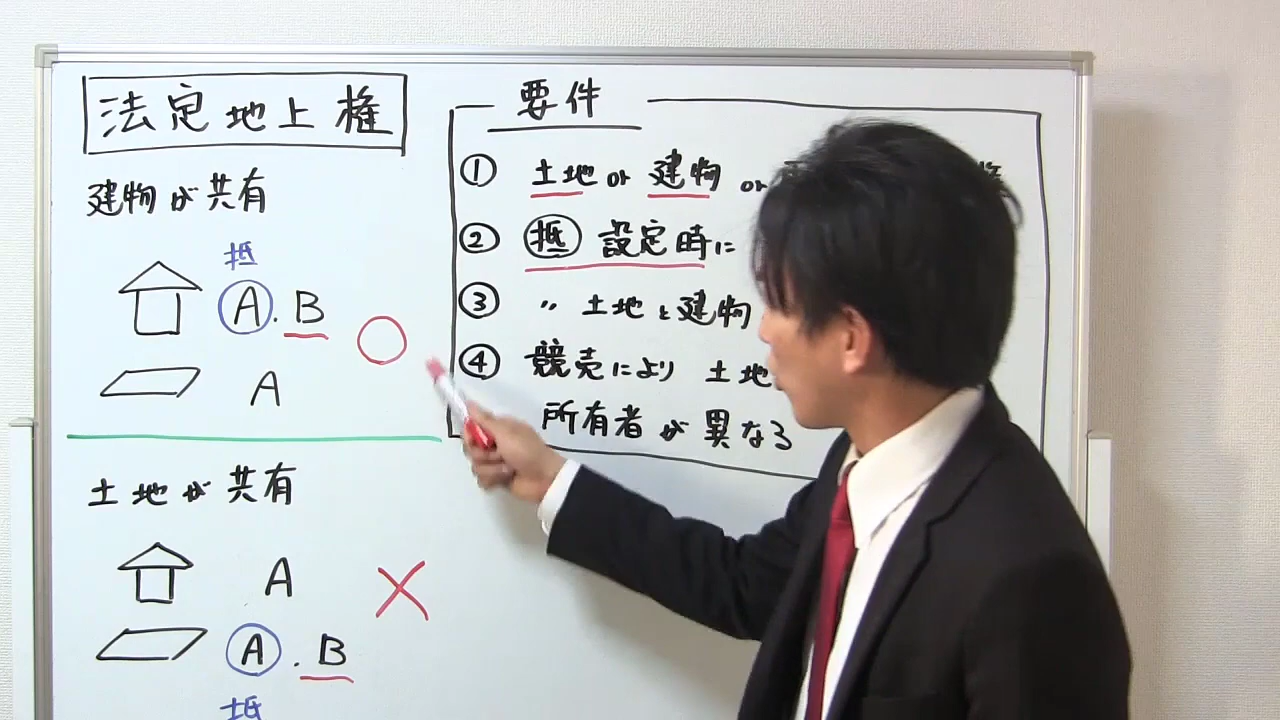 法定地上権
建物が共有
抵
A.B
○
A
土地が共有
A
×
A.B
抵
要件
① 土地 or 建物 or
② 抵 設定時に
③ 〃 土地と建物
④ 競売により 土地
所有者が異なる